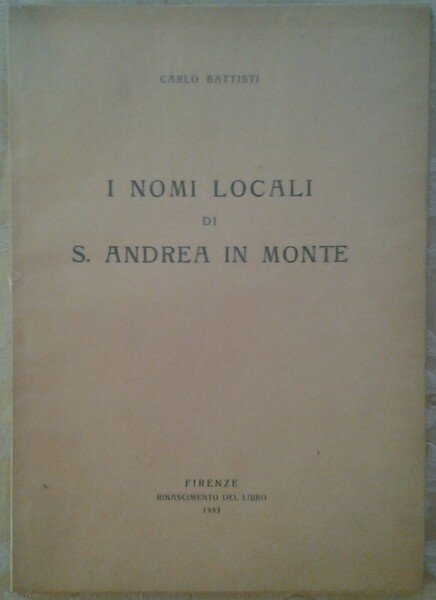 CARLO BATTISTI
I NOMI LOCALI
DI
S. ANDREA IN MONTE
FIRENZE
RINASCIMENTO DEL LIBRO
1953